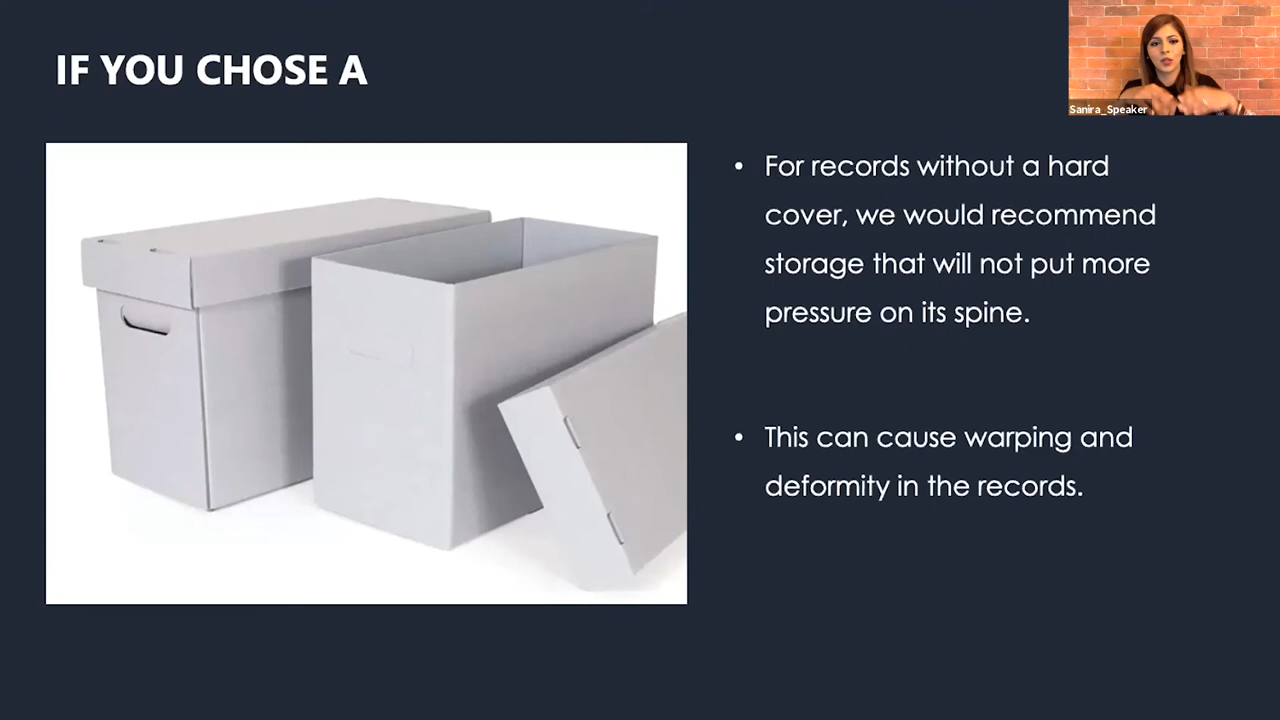 IF YOU CHOSE A
Sanira_Speaker
• For records without a hard
cover, we would recommend
storage that will not put more
pressure on its spine.
• This can cause warping and
deformity in the records.